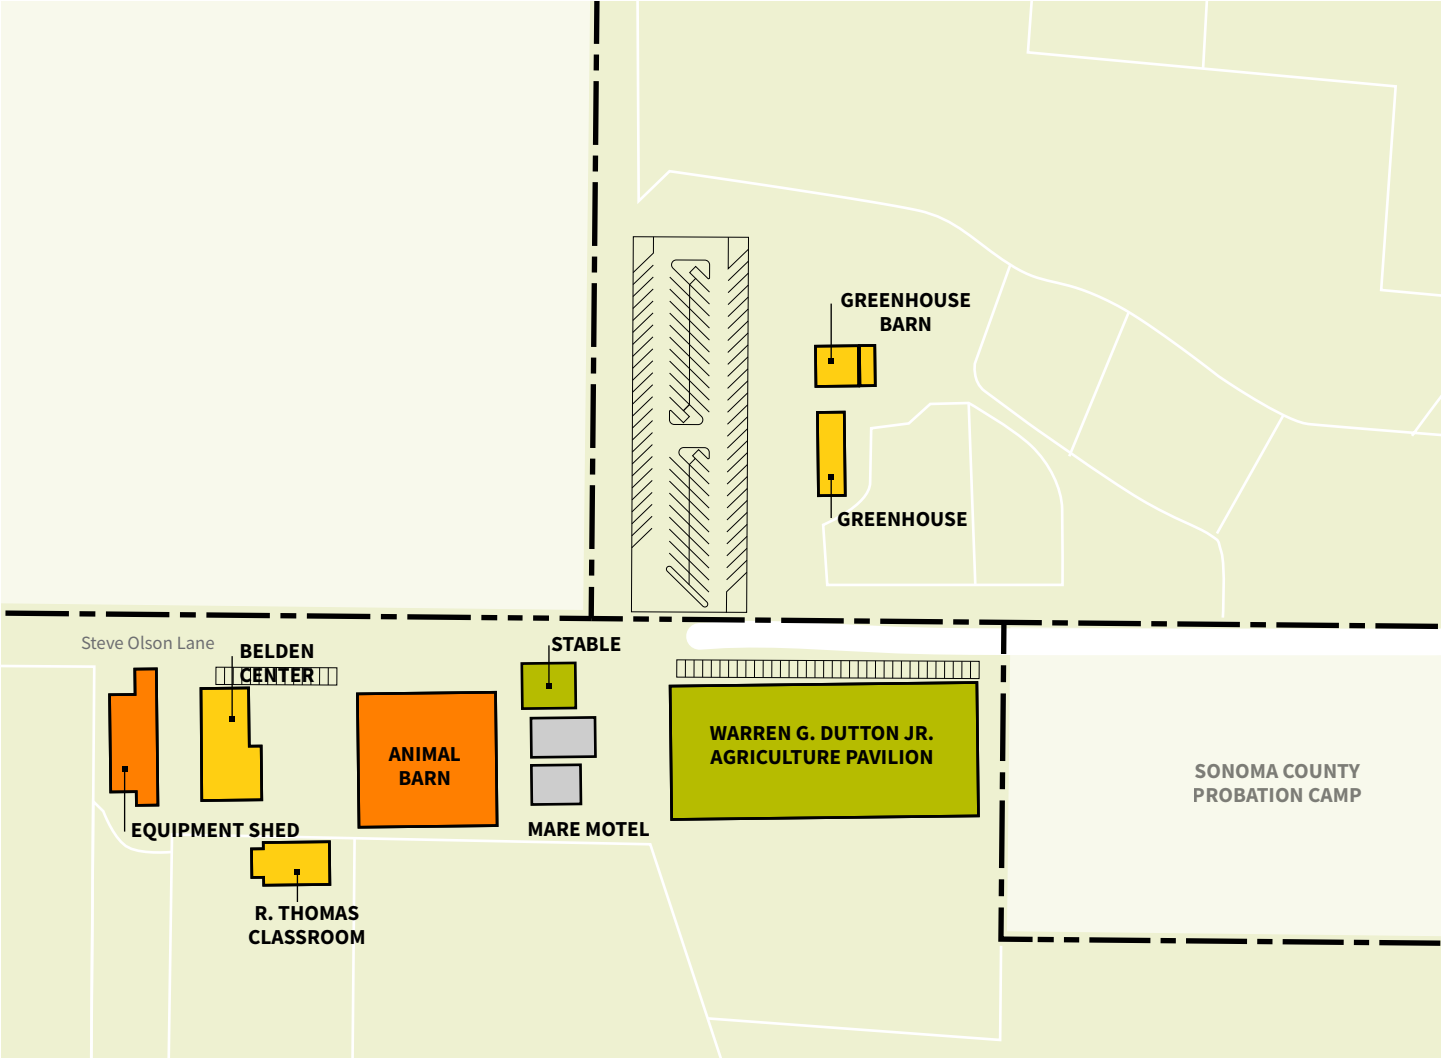 GREENHOUSE
BARN
GREENHOUSE
Steve Olson Lane
BELDEN
CENTER
STABLE
WARREN G. DUTTON JR.
AGRICULTURE PAVILION
ANIMAL
BARN
SONOMA COUNTY
PROBATION CAMP
EQUIPMENT SHED
MARE MOTEL
R. THOMAS
CLASSROOM